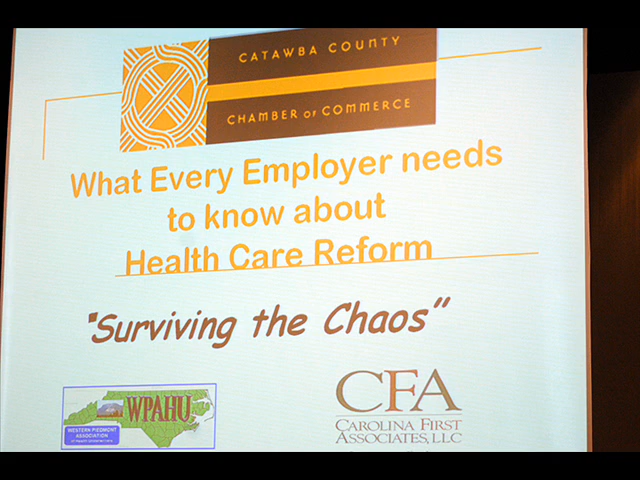 CATAWBA COUNTY
CHAMBER OF COMMERCE
What Every Employer needs
to know about
Health Care Reform
"Surviving the Chaos"
WPAHU
WESTERN PIEDMONT
ASSOCIATION
CFA
CAROLINA FIRST
ASSOCIATES, LLC